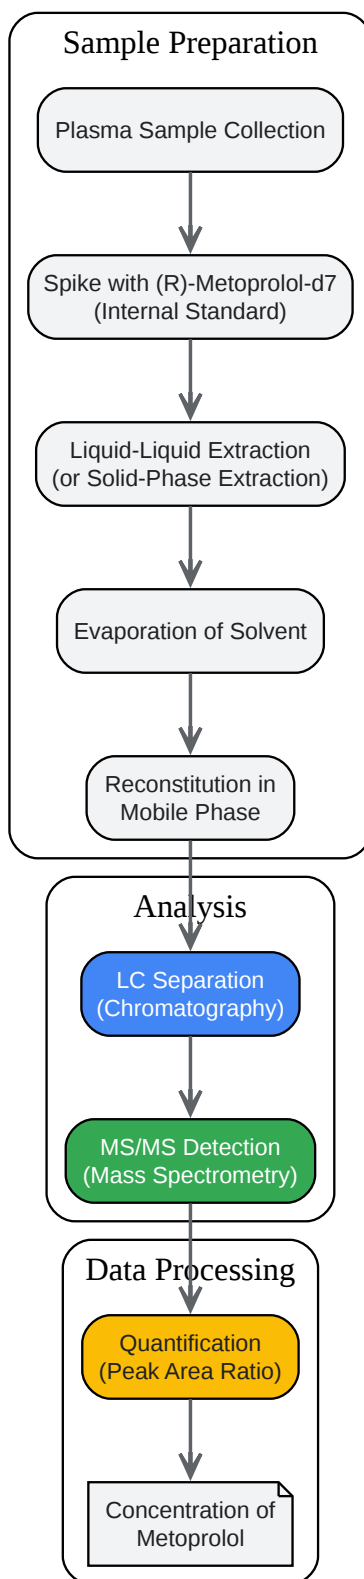 Sample Preparation
Plasma Sample Collection
Spike with (R)-Metoprolol-d7
(Internal Standard)
Liquid-Liquid Extraction
(or Solid-Phase Extraction)
Evaporation of Solvent
Reconstitution in
Mobile Phase
Analysis
LC Separation
(Chromatography)
MS/MS Detection
(Mass Spectrometry)
Data Processing
Quantification
(Peak Area Ratio)
Concentration of
Metoprolol